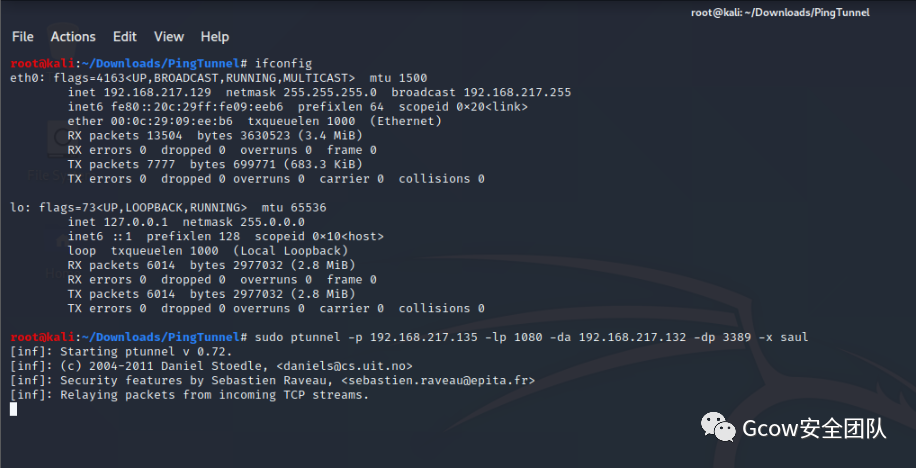 root@kali: ~/Downloads/PingTunnel
File Actions Edit View Help
root@kali:~/Downloads/PingTunnel# ifconfig
eth0: flags=4163<UP,BROADCAST,RUNNING,MULTICAST>  mtu 1500
        inet 192.168.217.129  netmask 255.255.255.0  broadcast 192.168.217.255
        inet6 fe80::20c:29ff:fe09:eeb6  prefixlen 64  scopeid 0×20<link>
        ether 00:0c:29:09:ee:b6  txqueuelen 1000  (Ethernet)
        RX packets 13504  bytes 3630523 (3.4 MiB)
        RX errors 0  dropped 0  overruns 0  frame 0
        TX packets 7777  bytes 699771 (683.3 KiB)
        TX errors 0  dropped 0 overruns 0  carrier 0  collisions 0
lo: flags=73<UP,LOOPBACK,RUNNING>  mtu 65536
        inet 127.0.0.1  netmask 255.0.0.0
        inet6 ::1  prefixlen 128  scopeid 0×10<host>
        loop  txqueuelen 1000  (Local Loopback)
        RX packets 6014  bytes 2977032 (2.8 MiB)
        RX errors 0  dropped 0  overruns 0  frame 0
        TX packets 6014  bytes 2977032 (2.8 MiB)
        TX errors 0  dropped 0 overruns 0  carrier 0  collisions 0
root@kali:~/Downloads/PingTunnel# sudo ptunnel -p 192.168.217.135 -lp 1080 -da 192.168.217.132 -dp 3389 -x saul
[inf]: Starting ptunnel v 0.72.
[inf]: (c) 2004-2011 Daniel Stoedle, <daniels@cs.uit.no>
[inf]: Security features by Sebastien Raveau, <sebastien.raveau@epita.fr>
[inf]: Relaying packets from incoming TCP streams.
Gcow安全团队